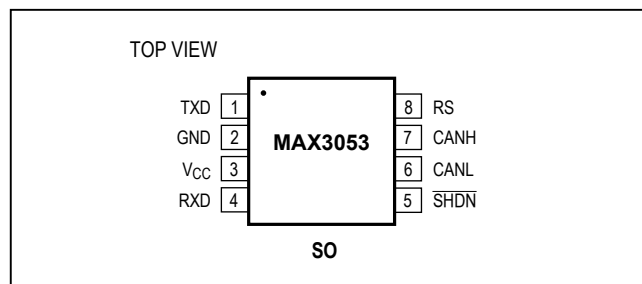 TOP VIEW
TXD 1 8 RS
GND 2 MAX3053 7 CANH
VCC 3 6 CANL
RXD 4 5 SHDN
SO